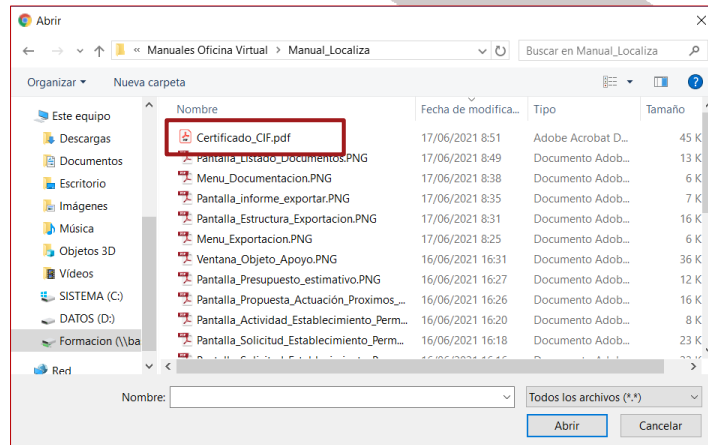 Abrir
« Manuales Oficina Virtual > Manual_Localiza
Buscar en Manual_Localiza
Organizar Nueva carpeta
Nombre Fecha de modifica... Tipo Tamaño
Este equipo
Descargas
Documentos
Escritorio
Imágenes
Música
Objetos 3D
Vídeos
SISTEMA (C:)
DATOS (D:)
Formacion (\\ba
Red
Certificado_CIF.pdf 17/06/2021 8:51 Adobe Acrobat D... 45 K
Pantalla_Listado_Documentos.PNG 17/06/2021 8:49 Documento Adob... 13 K
Menu_Documentacion.PNG 17/06/2021 8:38 Documento Adob... 6 K
Pantalla_informe_exportar.PNG 17/06/2021 8:35 Documento Adob... 7 K
Pantalla_Estructura_Exportacion.PNG 17/06/2021 8:31 Documento Adob... 16 K
Menu_Exportacion.PNG 17/06/2021 8:25 Documento Adob... 6 K
Ventana_Objeto_Apoyo.PNG 16/06/2021 16:31 Documento Adob... 36 K
Pantalla_Presupuesto_estimativo.PNG 16/06/2021 16:27 Documento Adob... 12 K
Pantalla_Propuesta_Actuación_Proximos_... 16/06/2021 16:26 Documento Adob... 16 K
Pantalla_Actividad_Establecimiento_Perm... 16/06/2021 16:20 Documento Adob... 8 K
Pantalla_Solicitud_Establecimiento_Perm... 16/06/2021 16:18 Documento Adob... 23 K
Nombre:
Todos los archivos (*.*)
Abrir Cancelar